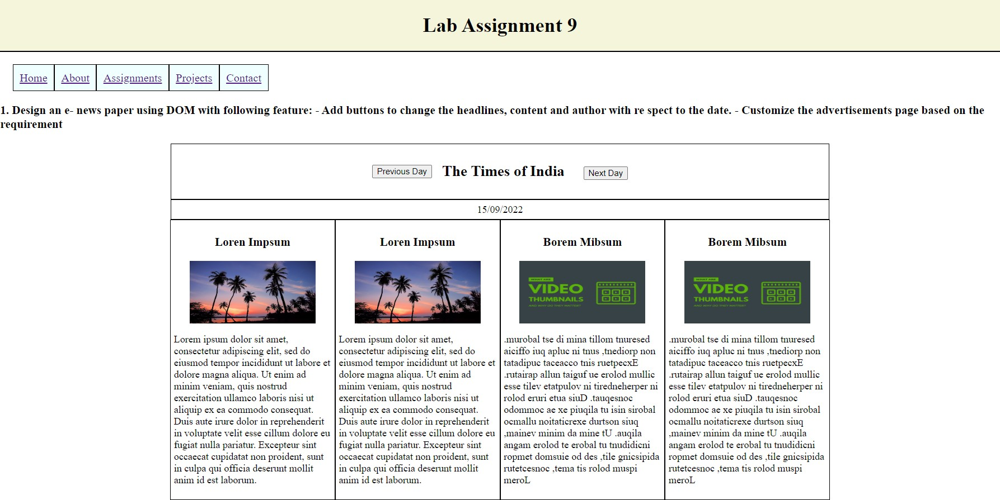 Lab Assignment 9
Home About Assignments Projects Contact
1. Design an e- news paper using DOM with following feature: - Add buttons to change the headlines, content and author with re spect to the date. - Customize the advertisements page based on the
requirement
Previous Day The Times of India Next Day
15/09/2022
Loren Impsum
Lorem ipsum dolor sit amet,
consectetur adipiscing elit, sed do
eiusmod tempor incididunt ut labore et
dolore magna aliqua. Ut enim ad
minim veniam, quis nostrud
exercitation ullamco laboris nisi ut
aliquip ex ea commodo consequat.
Duis aute irure dolor in reprehenderit
in voluptate velit esse cillum dolore eu
fugiat nulla pariatur. Excepteur sint
occaecat cupidatat non proident, sunt
in culpa qui officia deserunt mollit
anim id est laborum.
Loren Impsum
Lorem ipsum dolor sit amet,
consectetur adipiscing elit, sed do
eiusmod tempor incididunt ut labore et
dolore magna aliqua. Ut enim ad
minim veniam, quis nostrud
exercitation ullamco laboris nisi ut
aliquip ex ea commodo consequat.
Duis aute irure dolor in reprehenderit
in voluptate velit esse cillum dolore eu
fugiat nulla pariatur. Excepteur sint
occaecat cupidatat non proident, sunt
in culpa qui officia deserunt mollit
anim id est laborum.
Borem Mibsum
WHAT ARE
VIDEO
THUMBNAILS
AND WHY DO THEY MATTER?
.murobal tse di mina tillom tnuresed
aiciffo iuq apluc ni tnus ,tnediorp non
tatadipuc taceacco tnis ruetpecxE
.rutairap allun taiguf ue erolod mullic
esse tilev etatpulov ni tiredneherper ni
rolod eruri etua siuD .tauqesnoc
odommoc ae xe piuqila tu isin sirobal
ocmallu noitaticrexe durtson siuq
,mainev minim da mine tU .auqila
angam erolod te erobal tu tnudidicni
ropmet domsuie od des ,tile gnicsipida
rutetcesnoc ,tema tis rolod muspi
meroL
Borem Mibsum
WHAT ARE
VIDEO
THUMBNAILS
AND WHY DO THEY MATTER?
.murobal tse di mina tillom tnuresed
aiciffo iuq apluc ni tnus ,tnediorp non
tatadipuc taceacco tnis ruetpecxE
.rutairap allun taiguf ue erolod mullic
esse tilev etatpulov ni tiredneherper ni
rolod eruri etua siuD .tauqesnoc
odommoc ae xe piuqila tu isin sirobal
ocmallu noitaticrexe durtson siuq
,mainev minim da mine tU .auqila
angam erolod te erobal tu tnudidicni
ropmet domsuie od des ,tile gnicsipida
rutetcesnoc ,tema tis rolod muspi
meroL